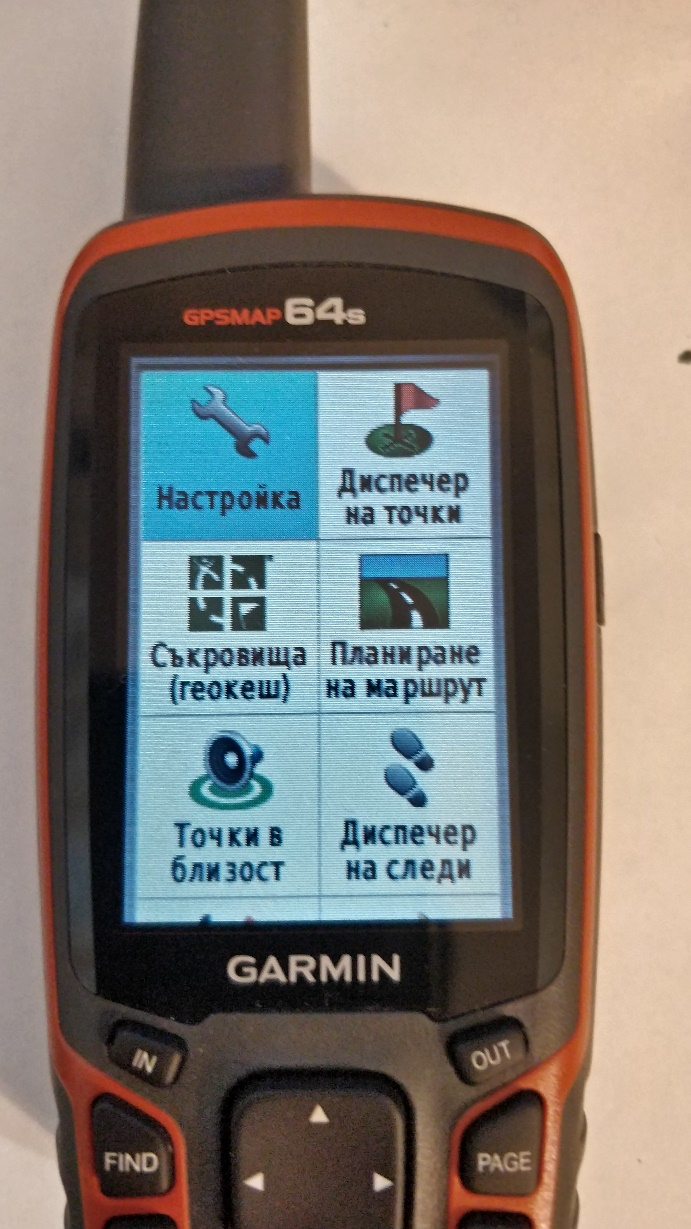 GPSMAP 64s
Настройка
Диспечер
на точки
Съкровища
(геокеш)
Планиране
на маршрут
Точки в
близост
Диспечер
на следи
GARMIN
IN
OUT
FIND
PAGE